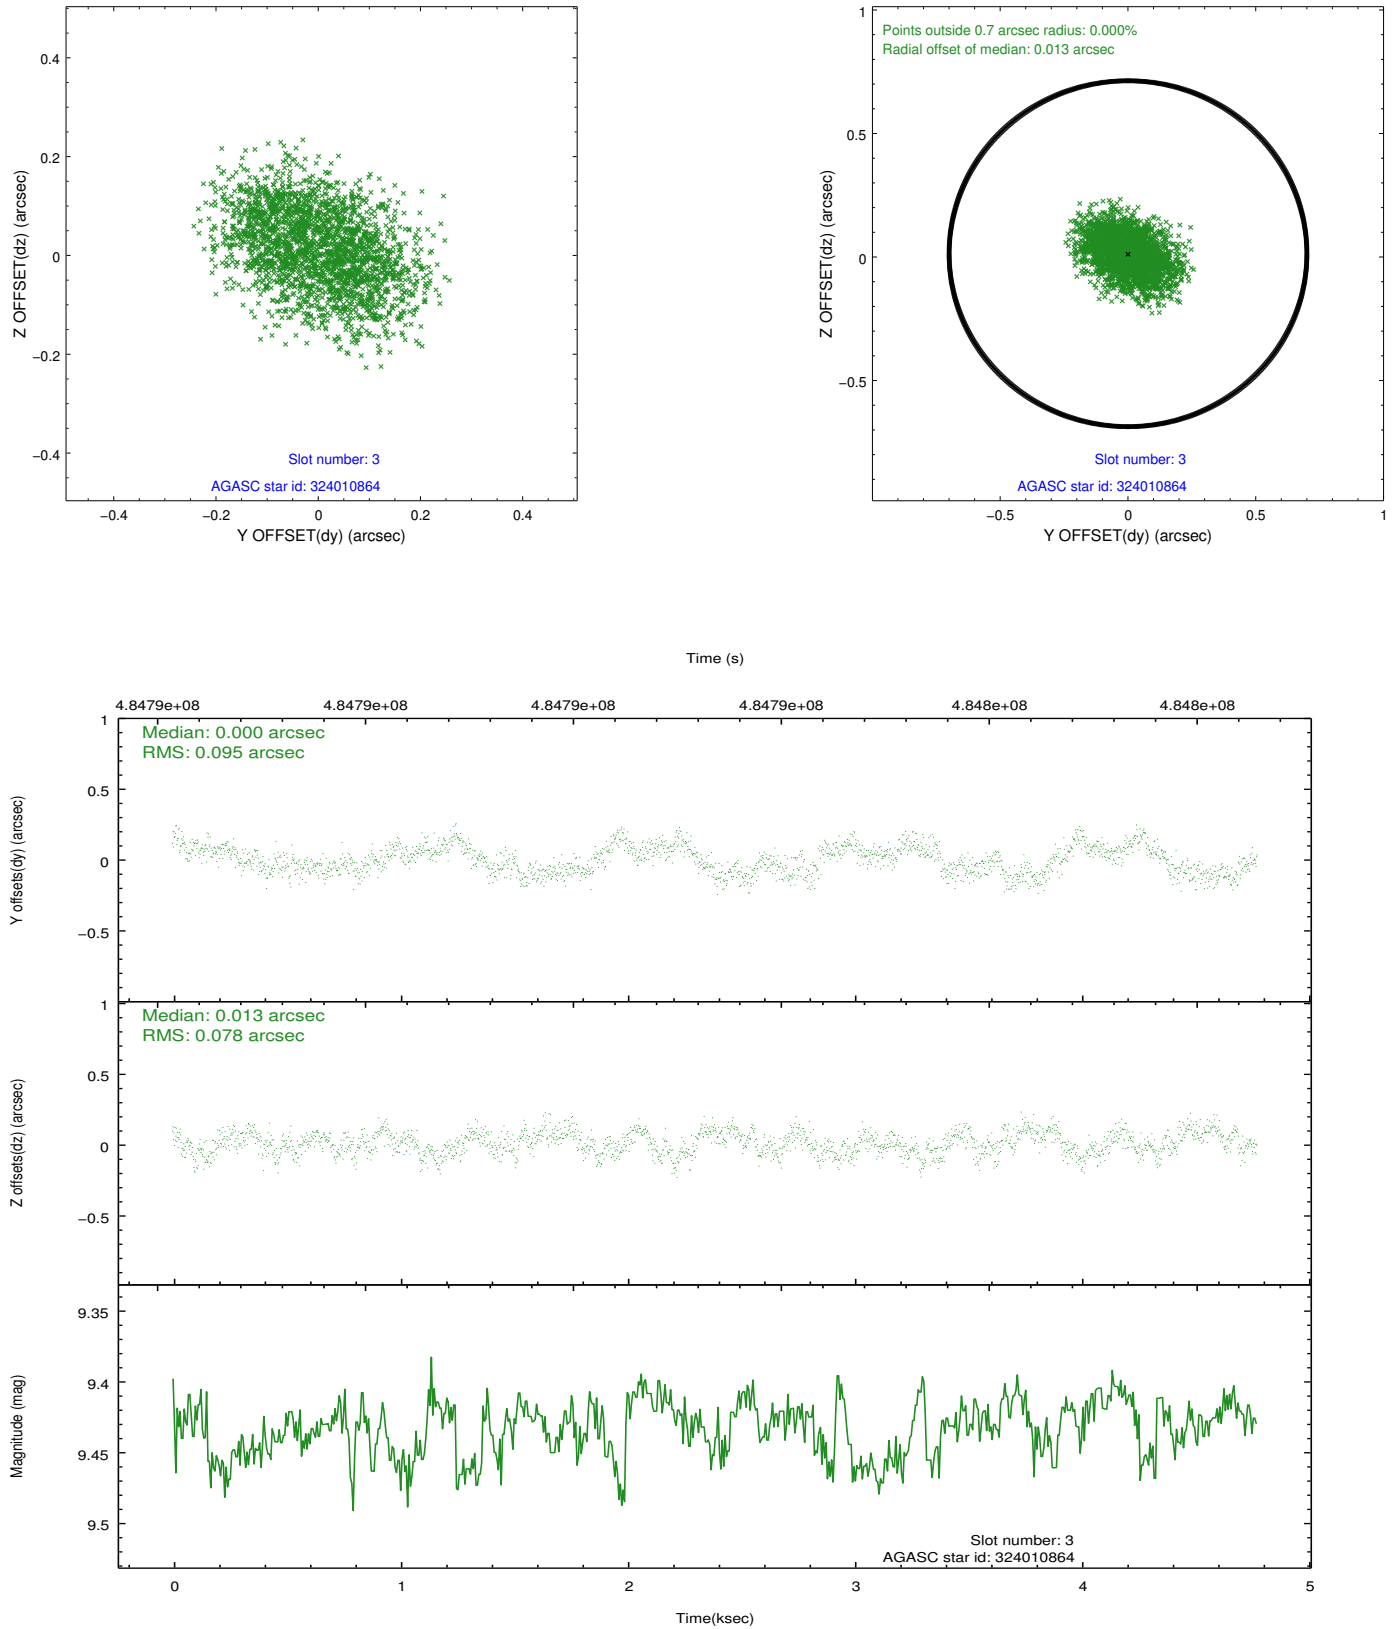 0.4
0.2
0
−0.2
−0.4
Z OFFSET(dz) (arcsec)
Slot number: 3
AGASC star id: 324010864
−0.4 −0.2 0 0.2 0.4
Y OFFSET(dy) (arcsec)
Points outside 0.7 arcsec radius: 0.000%
Radial offset of median: 0.013 arcsec
1
0.5
0
−0.5
Z OFFSET(dz) (arcsec)
Slot number: 3
AGASC star id: 324010864
−0.5 0 0.5 1
Y OFFSET(dy) (arcsec)
Time (s)
4.8479e+08 4.8479e+08 4.8479e+08 4.8479e+08 4.848e+08 4.848e+08
Median: 0.000 arcsec
RMS: 0.095 arcsec
1
0.5
0
−0.5
Y offsets(dy) (arcsec)
Median: 0.013 arcsec
RMS: 0.078 arcsec
1
0.5
0
−0.5
Z offsets(dz) (arcsec)
9.35
9.4
9.45
9.5
Magnitude (mag)
Slot number: 3
AGASC star id: 324010864
0 1 2 3 4 5
Time(ksec)